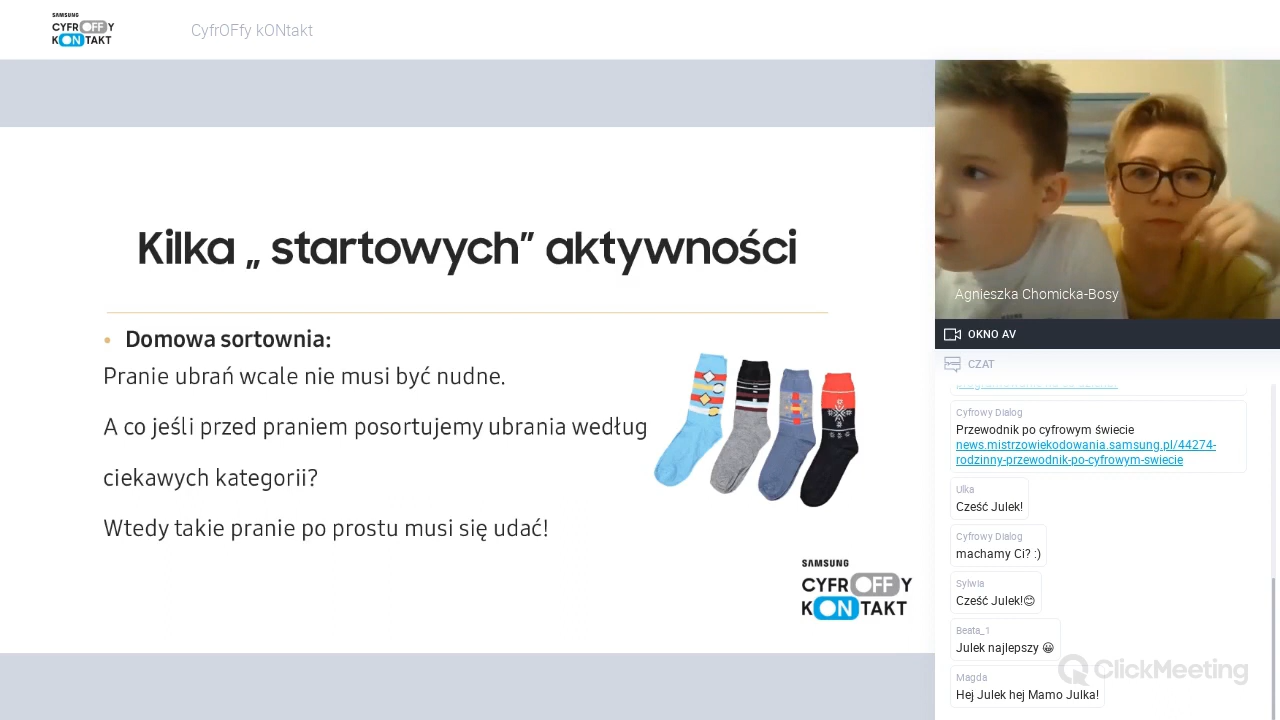 SAMSUNG
CYFROFFY
KONTAKT
CyfrOFfy kONtakt
Kilka „ startowych” aktywności
• Domowa sortownia:
Pranie ubrań wcale nie musi być nudne.
A co jeśli przed praniem posortujemy ubrania według
ciekawych kategorii?
Wtedy takie pranie po prostu musi się udać!
SAMSUNG
CYFROFFY
KONTAKT
Agnieszka Chomicka-Bosy
OKNO AV
CZAT
Cyfrowy Dialog
Przewodnik po cyfrowym świecie
news.mistrzowiekodowania.samsung.pl/44274-
rodzinny-przewodnik-po-cyfrowym-swiecie
Ulka
Cześć Julek!
Cyfrowy Dialog
machamy Ci? :)
Sylwia
Cześć Julek!😊
Beata_1
Julek najlepszy 😀
Magda
Hej Julek hej Mamo Julka!
ClickMeeting